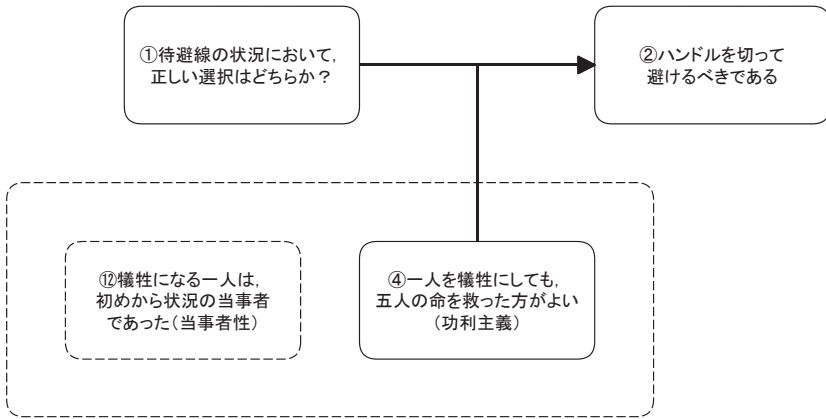 ①待避線の状況において,
正しい選択はどちらか？
②ハンドルを切って
避けるべきである
⑫犠牲になる一人は,
初めから状況の当事者
であった(当事者性)
④一人を犠牲にしても,
五人の命を救った方がよい
(功利主義)